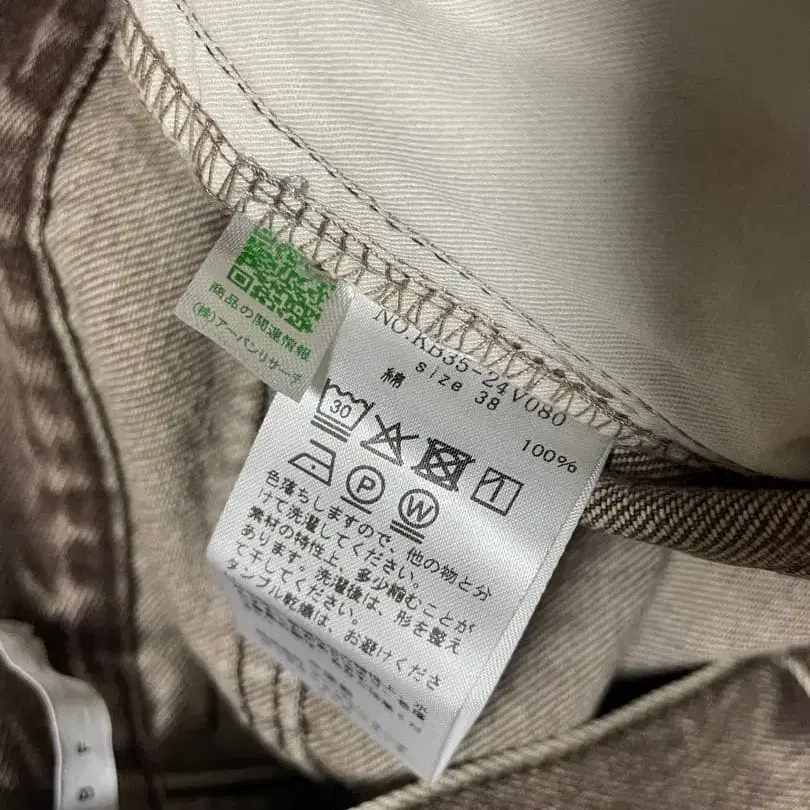 商品の関連情報
(株)アーバンリサーチ
NO.KB35-24V080
size 38
綿 100%
30
P
W
色落ちしますので、他の物と分
けて洗濯してください。
素材の特性上、多少縮むことが
あります。洗濯後は、形を整え
て干してください。
タンブル乾燥は、お避けくださ
F
B